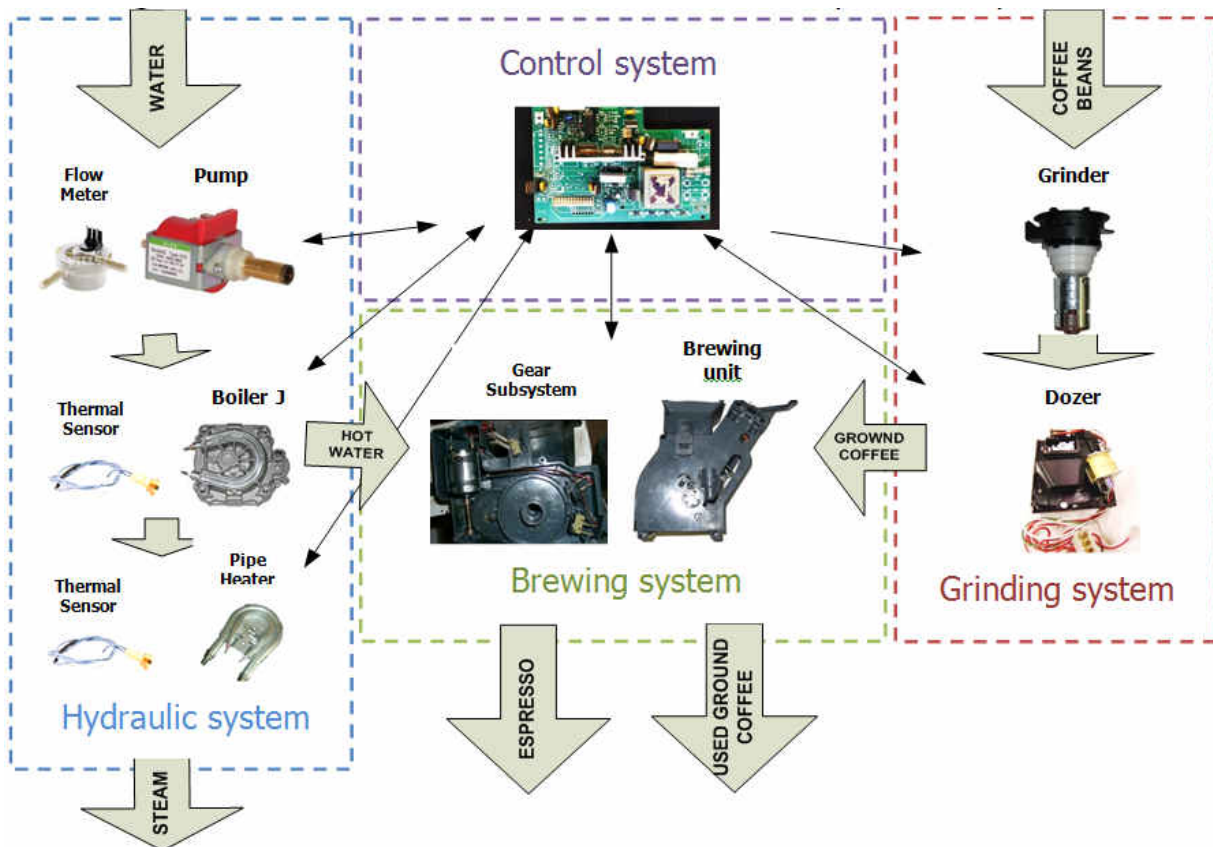 WATER
Flow
Meter
Pump
Thermal
Sensor
Boiler J
Thermal
Sensor
Pipe
Heater
Hydraulic system
STEAM
Control system
HOT
WATER
Gear
Subsystem
Brewing
unit
GROWND
COFFEE
Brewing system
ESPRESSO
USED GROUND
COFFEE
COFFEE
BEANS
Grinder
Dozer
Grinding system